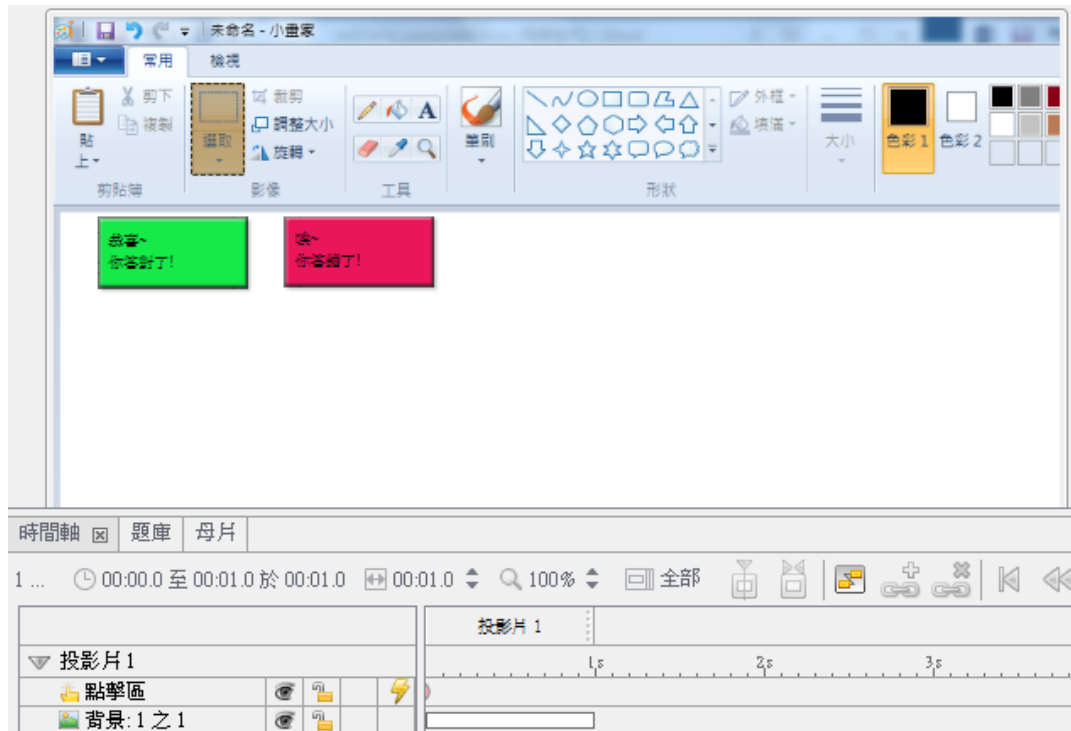 未命名 - 小畫家
常用 檢視
剪下
複製
貼上
選取
裁剪
調整大小
旋轉
A
筆刷
外框
填滿
大小
色彩 1 色彩 2
剪貼簿 影像 工具 形狀
恭喜~
你答對了!
唉~
你答錯了!
時間軸 題庫 母片
1 ... 00:00.0 至 00:01.0 於 00:01.0 00:01.0 100% 全部
投影片 1
投影片1 1s 2s 3s
點擊區
背景: 1 之 1